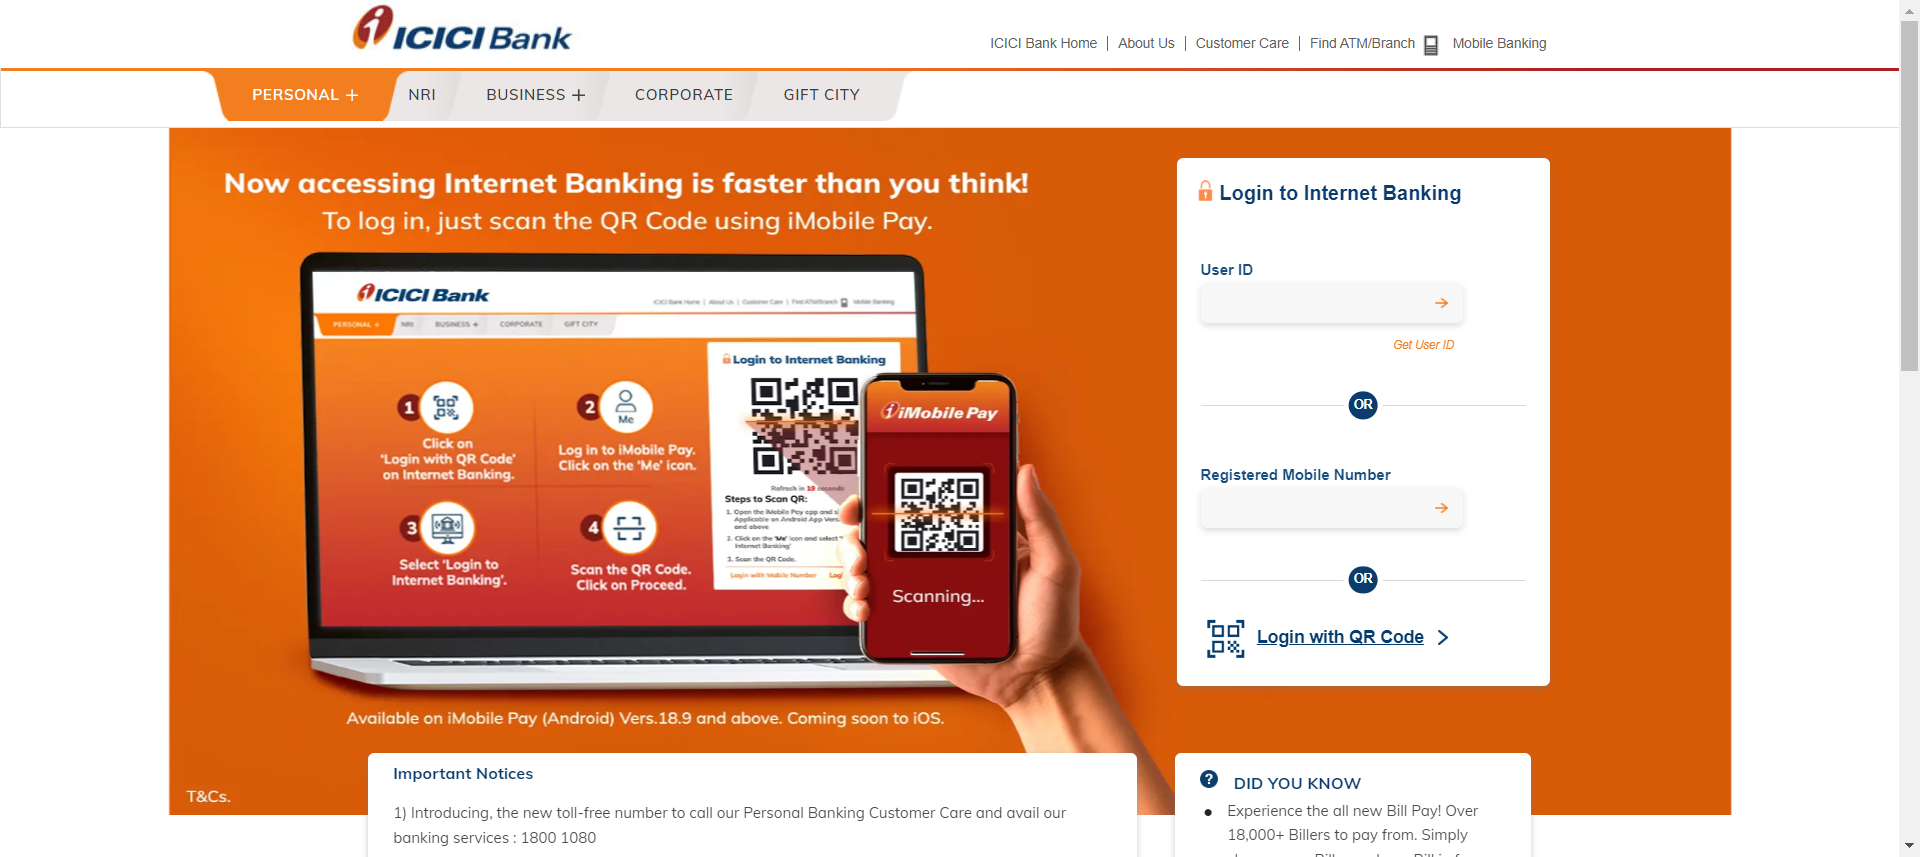 ICICI Bank
ICICI Bank Home | About Us | Customer Care | Find ATM/Branch Mobile Banking
PERSONAL + NRI BUSINESS + CORPORATE GIFT CITY
Now accessing Internet Banking is faster than you think!
To log in, just scan the QR Code using iMobile Pay.
ICICI Bank
ICICI Bank Home | About Us | Customer Care | Find ATM/Branch Mobile Banking
PERSONAL + NRI BUSINESS + CORPORATE GIFT CITY
1
Click on
'Login with QR Code'
on Internet Banking.
2
Me
Log in to iMobile Pay.
Click on the 'Me' icon.
3
Select 'Login to
Internet Banking'.
4
Scan the QR Code.
Click on Proceed.
Login to Internet Banking
Refresh in 19 seconds
Steps to Scan QR:
1. Open the iMobile Pay app and
Applicable on Android App
and above
2. Click on the 'Me' icon and select
Internet Banking'
3. Scan the QR Code.
Login with Mobile Number
iMobile Pay
Scanning...
Available on iMobile Pay (Android) Vers.18.9 and above. Coming soon to iOS.
T&Cs.
Login to Internet Banking
User ID
Get User ID
OR
Registered Mobile Number
OR
Login with QR Code
Important Notices
1) Introducing, the new toll-free number to call our Personal Banking Customer Care and avail our
banking services : 1800 1080
? DID YOU KNOW
● Experience the all new Bill Pay! Over
18,000+ Billers to pay from. Simply